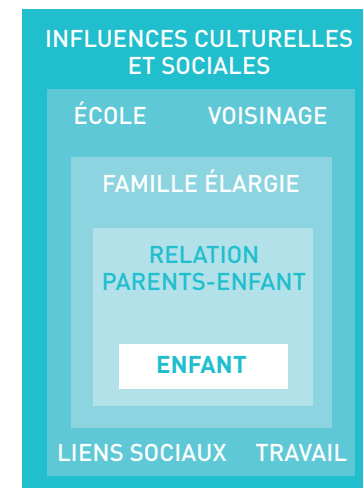 INFLUENCES CULTURELLES
ET SOCIALES
ÉCOLE VOISINAGE
FAMILLE ÉLARGIE
RELATION
PARENTS-ENFANT
ENFANT
LIENS SOCIAUX TRAVAIL